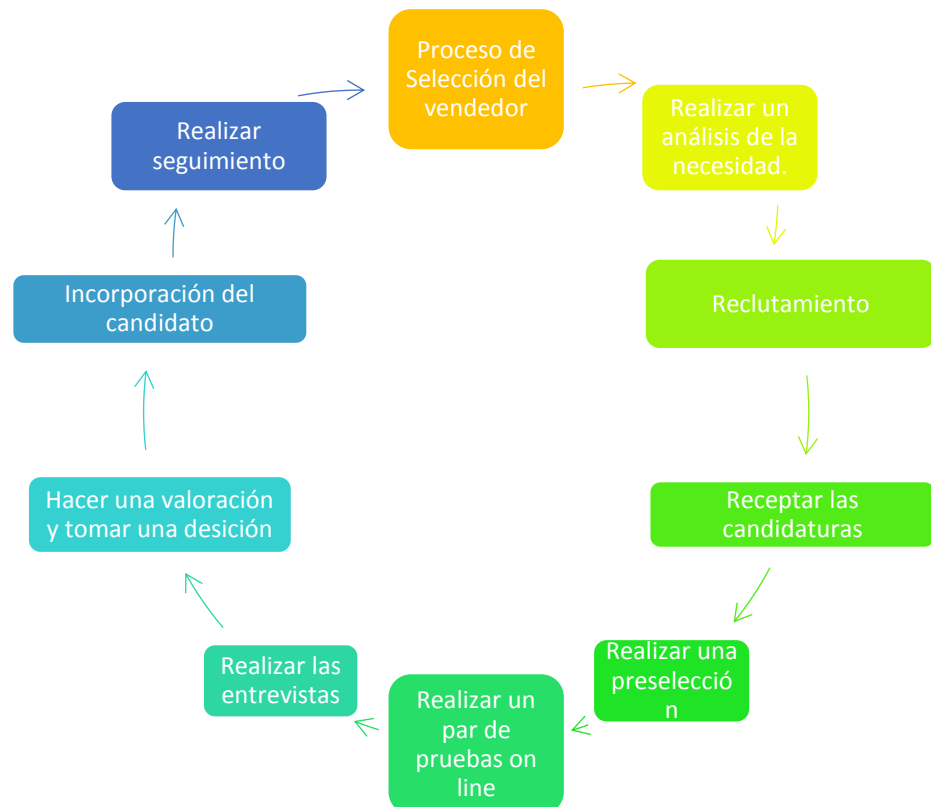 Proceso de
Selección del
vendedor
Realizar un
análisis de la
necesidad.
Reclutamiento
Receptar las
candidaturas
Realizar una
preselecció
n
Realizar un
par de
pruebas on
line
Realizar las
entrevistas
Hacer una valoración
y tomar una desición
Incorporación del
candidato
Realizar
seguimiento